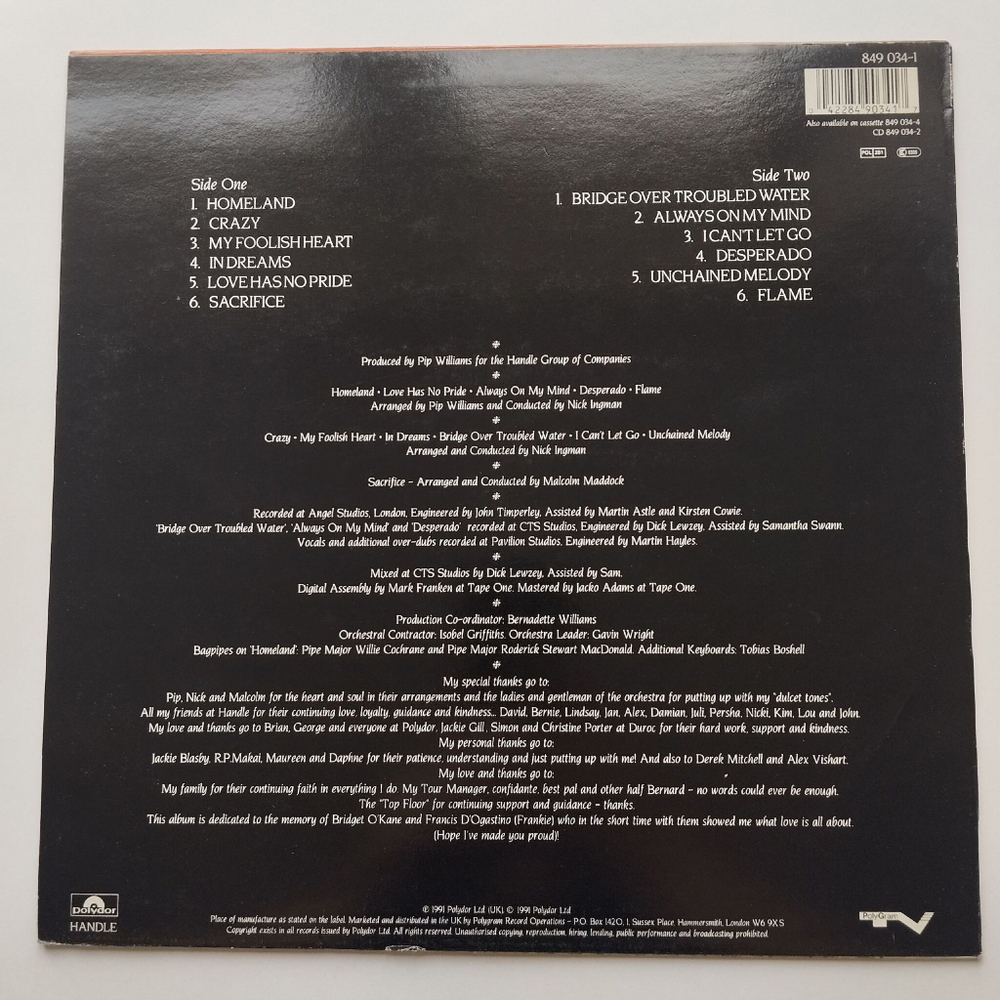 849 034-1
0 42284 90341 7
Also available on cassette 849 034-4
CD 849 034-2
POL 281
Side One
1. HOMELAND
2. CRAZY
3. MY FOOLISH HEART
4. IN DREAMS
5. LOVE HAS NO PRIDE
6. SACRIFICE
Side Two
1. BRIDGE OVER TROUBLED WATER
2. ALWAYS ON MY MIND
3. I CAN'T LET GO
4. DESPERADO
5. UNCHAINED MELODY
6. FLAME
Produced by Pip Williams for the Handle Group of Companies
Homeland • Love Has No Pride • Always On My Mind • Desperado • Flame
Arranged by Pip Williams and Conducted by Nick Ingman
Crazy • My Foolish Heart • In Dreams • Bridge Over Troubled Water • I Can't Let Go • Unchained Melody
Arranged and Conducted by Nick Ingman
Sacrifice – Arranged and Conducted by Malcolm Maddock
Recorded at Angel Studios, London, Engineered by John Timperley, Assisted by Martin Astle and Kirsten Cowie.
'Bridge Over Troubled Water', 'Always On My Mind' and 'Desperado' recorded at CTS Studios, Engineered by Dick Lewzey, Assisted by Samantha Swann.
Vocals and additional over-dubs recorded at Pavilion Studios, Engineered by Martin Hayles.
Mixed at CTS Studios by Dick Lewzey, Assisted by Sam.
Digital Assembly by Mark Franken at Tape One. Mastered by Jacko Adams at Tape One.
Production Co-ordinator: Bernadette Williams
Orchestral Contractor: Isobel Griffiths. Orchestra Leader: Gavin Wright
Bagpipes on 'Homeland': Pipe Major Willie Cochrane and Pipe Major Roderick Stewart MacDonald. Additional Keyboards: Tobias Boshell
My special thanks go to:
Pip, Nick and Malcolm for the heart and soul in their arrangements and the ladies and gentleman of the orchestra for putting up with my "dulcet tones".
All my friends at Handle for their continuing love, loyalty, guidance and kindness... David, Bernie, Lindsay, Jan, Alex, Damian, Juli, Persha, Nicki, Kim, Lou and John.
My love and thanks go to Brian, George and everyone at Polydor, Jackie Gill, Simon and Christine Porter at Duroc for their hard work, support and kindness.
My personal thanks go to:
Jackie Blasby, R.P.Makai, Maureen and Daphne for their patience, understanding and just putting up with me! And also to Derek Mitchell and Alex Vishart.
My love and thanks go to:
My family for their continuing faith in everything I do. My Tour Manager, confidante, best pal and other half Bernard – no words could ever be enough.
The "Top Floor" for continuing support and guidance – thanks.
This album is dedicated to the memory of Bridget O'Kane and Francis D'Ogastino (Frankie) who in the short time with them showed me what love is all about.
(Hope I've made you proud)!
Polydor
HANDLE
℗ 1991 Polydor Ltd (UK). © 1991 Polydor Ltd
Place of manufacture as stated on the label. Marketed and distributed in the UK by Polygram Record Operations – P.O. Box 1420, 1, Sussex Place, Hammersmith, London W6 9XS
Copyright exists in all records issued by Polydor Ltd. All rights reserved. Unauthorised copying, reproduction, hiring, lending, public performance and broadcasting prohibited.
PolyGram TV